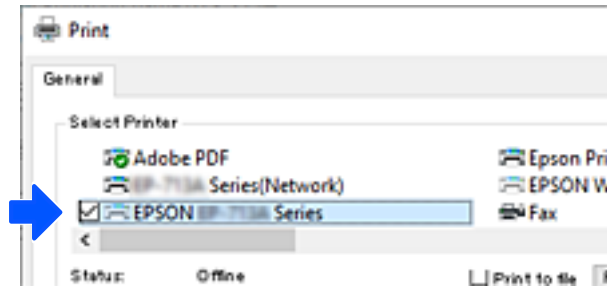 Print
General
Select Printer
Adobe PDF
Epson Pri
Series(Network)
EPSON W
EPSON Series
Fax
Status: Offline
Print to file